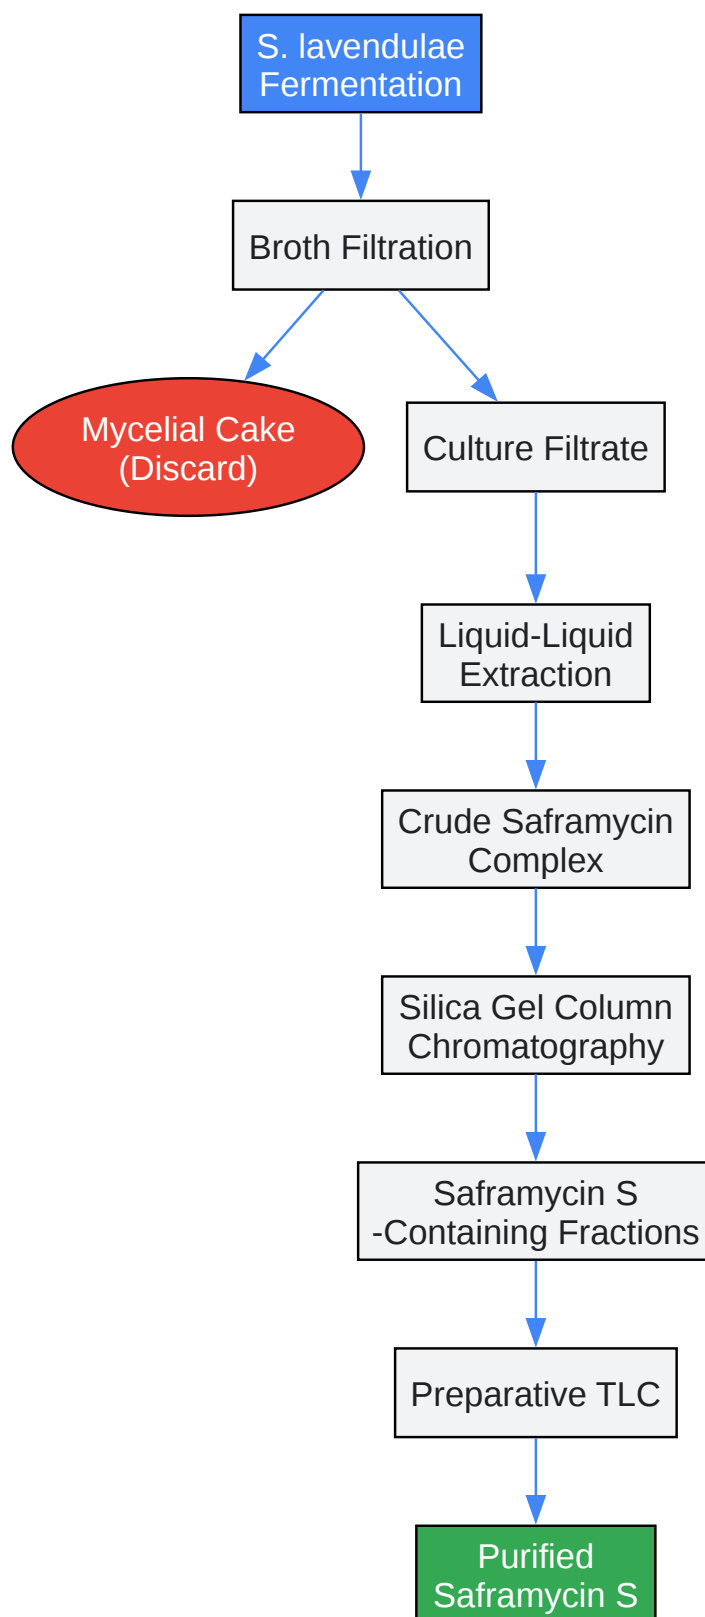 S. lavendulae
Fermentation
Broth Filtration
Mycelial Cake
(Discard)
Culture Filtrate
Liquid-Liquid
Extraction
Crude Saframycin
Complex
Silica Gel Column
Chromatography
Saframycin S
-Containing Fractions
Preparative TLC
Purified
Saframycin S